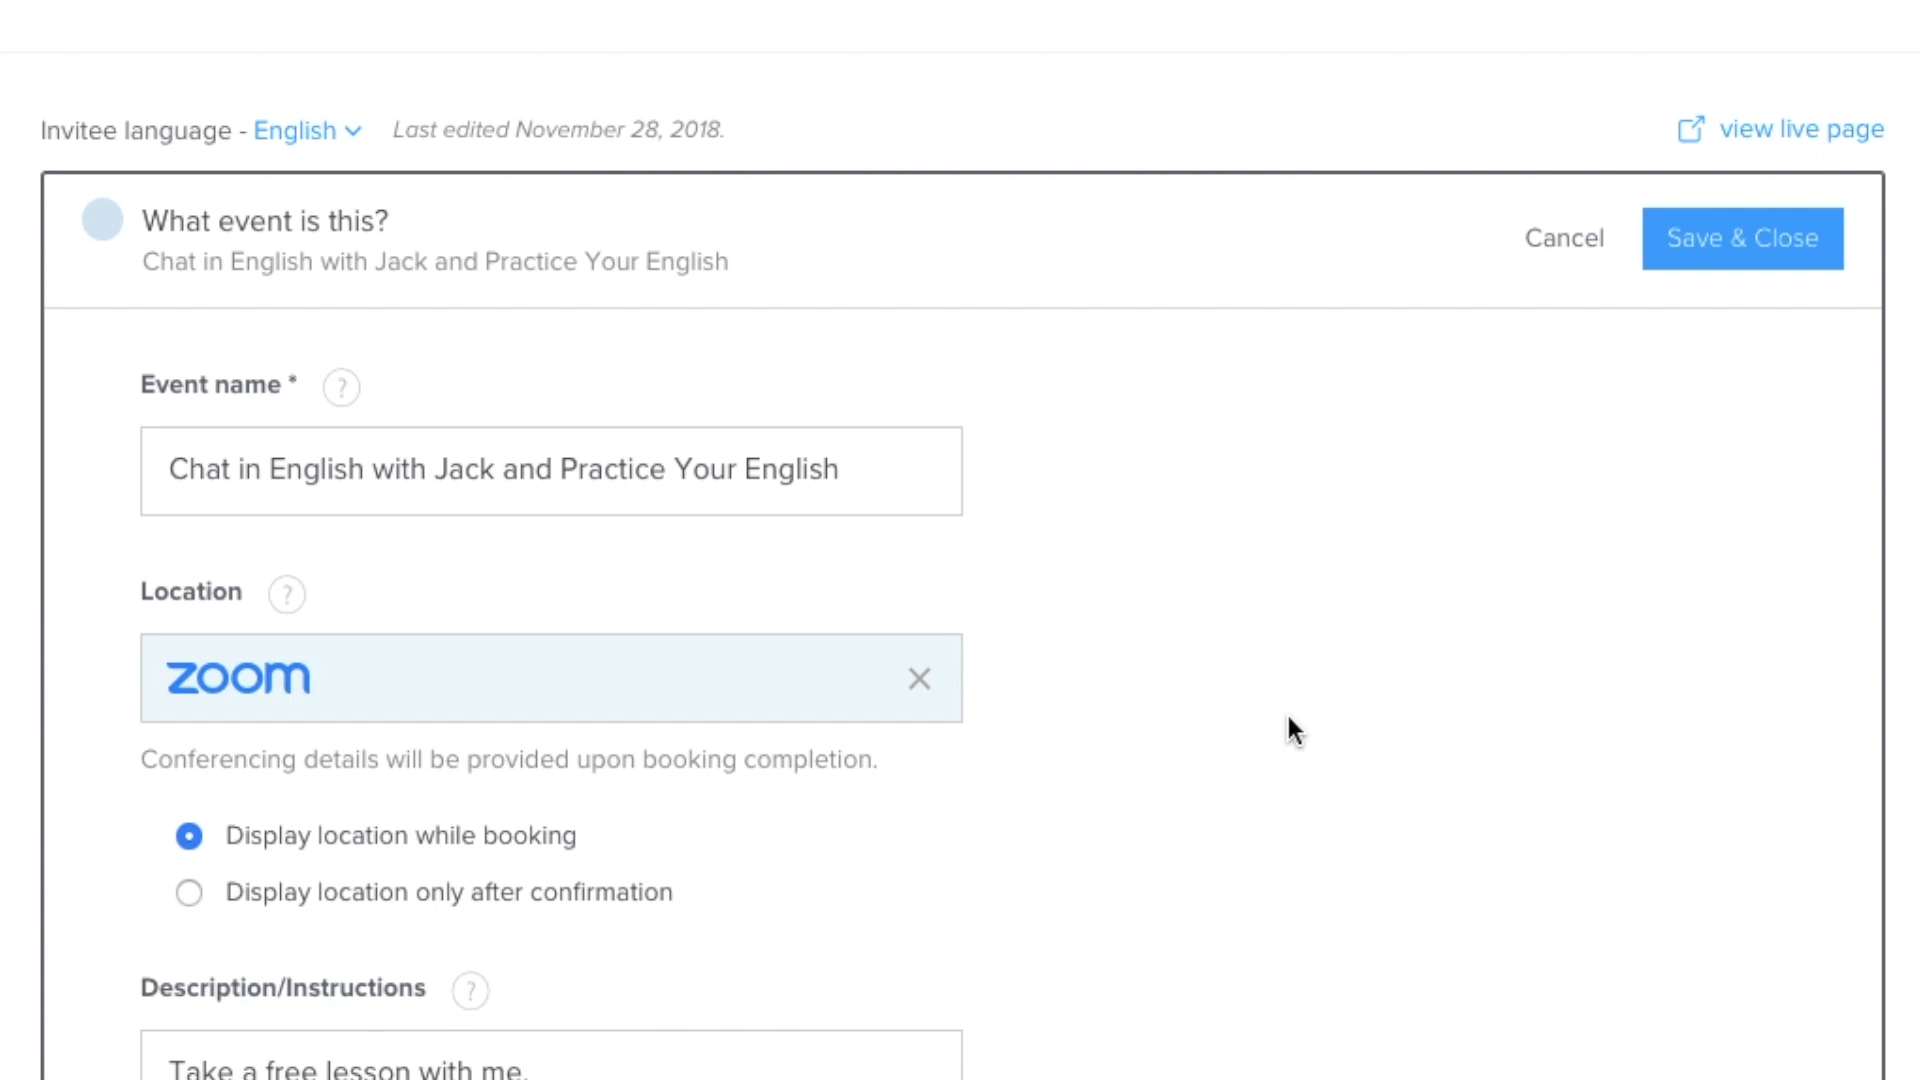 Invitee language - English
Last edited November 28, 2018.
view live page
What event is this?
Chat in English with Jack and Practice Your English
Cancel
Save & Close
Event name *
?
Chat in English with Jack and Practice Your English
Location
?
zoom
Conferencing details will be provided upon booking completion.
Display location while booking
Display location only after confirmation
Description/Instructions
?
Take a free lesson with me.